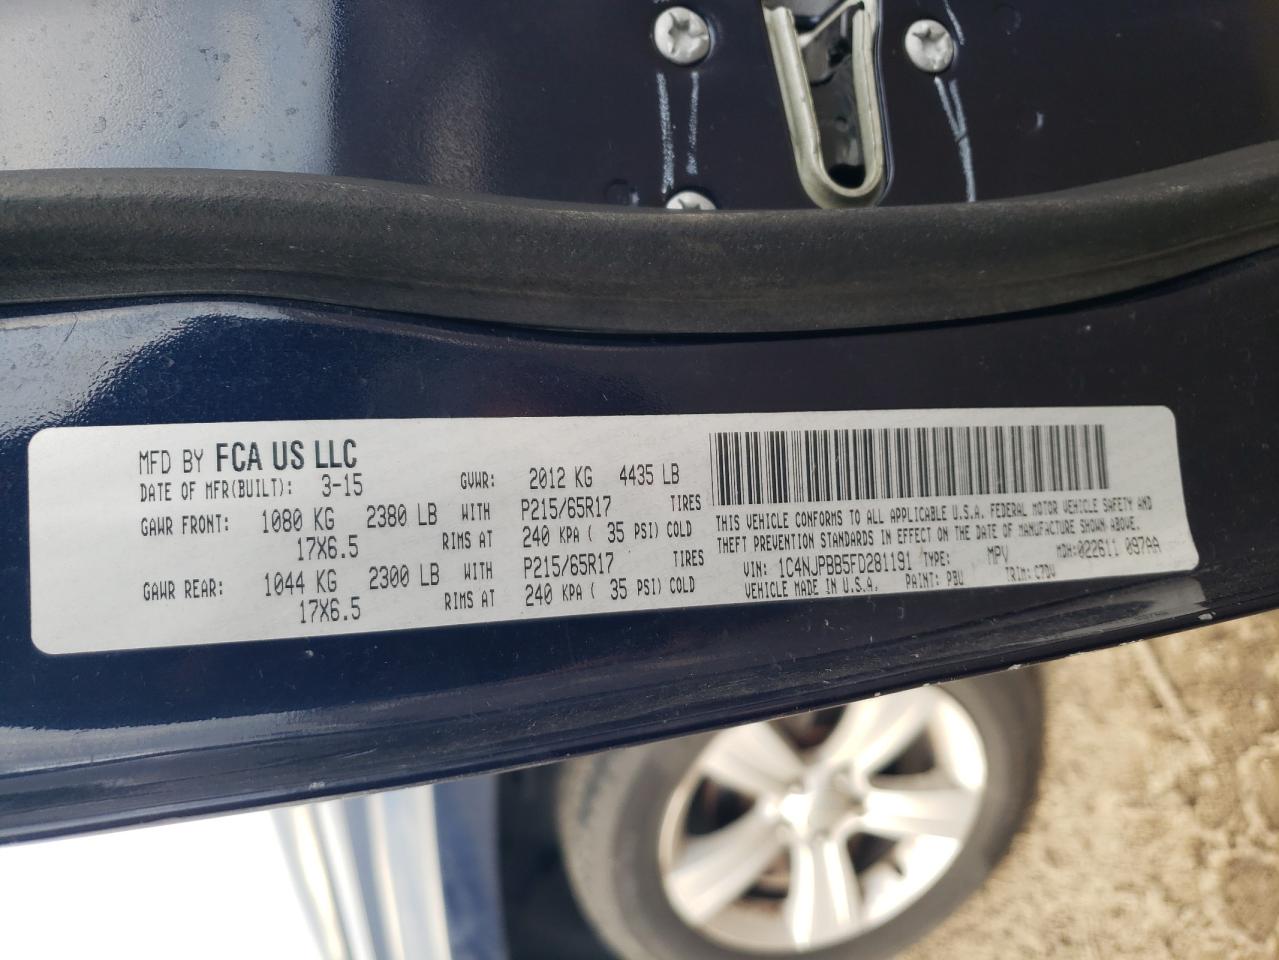 MFD BY FCA US LLC
DATE OF MFR(BUILT): 3-15 GVWR: 2012 KG 4435 LB
GAWR FRONT: 1080 KG 2380 LB WITH P215/65R17 TIRES
17X6.5 RIMS AT 240 KPA ( 35 PSI) COLD
GAWR REAR: 1044 KG 2300 LB WITH P215/65R17 TIRES
17X6.5 RIMS AT 240 KPA ( 35 PSI) COLD
THIS VEHICLE CONFORMS TO ALL APPLICABLE U.S.A. FEDERAL MOTOR VEHICLE SAFETY AND
THEFT PREVENTION STANDARDS IN EFFECT ON THE DATE OF MANUFACTURE SHOWN ABOVE.
VIN: 1C4NJPBB5FD281191 TYPE: MPV MDH:022611 097AA
VEHICLE MADE IN U.S.A. PAINT: PBU TRIM: C7DV